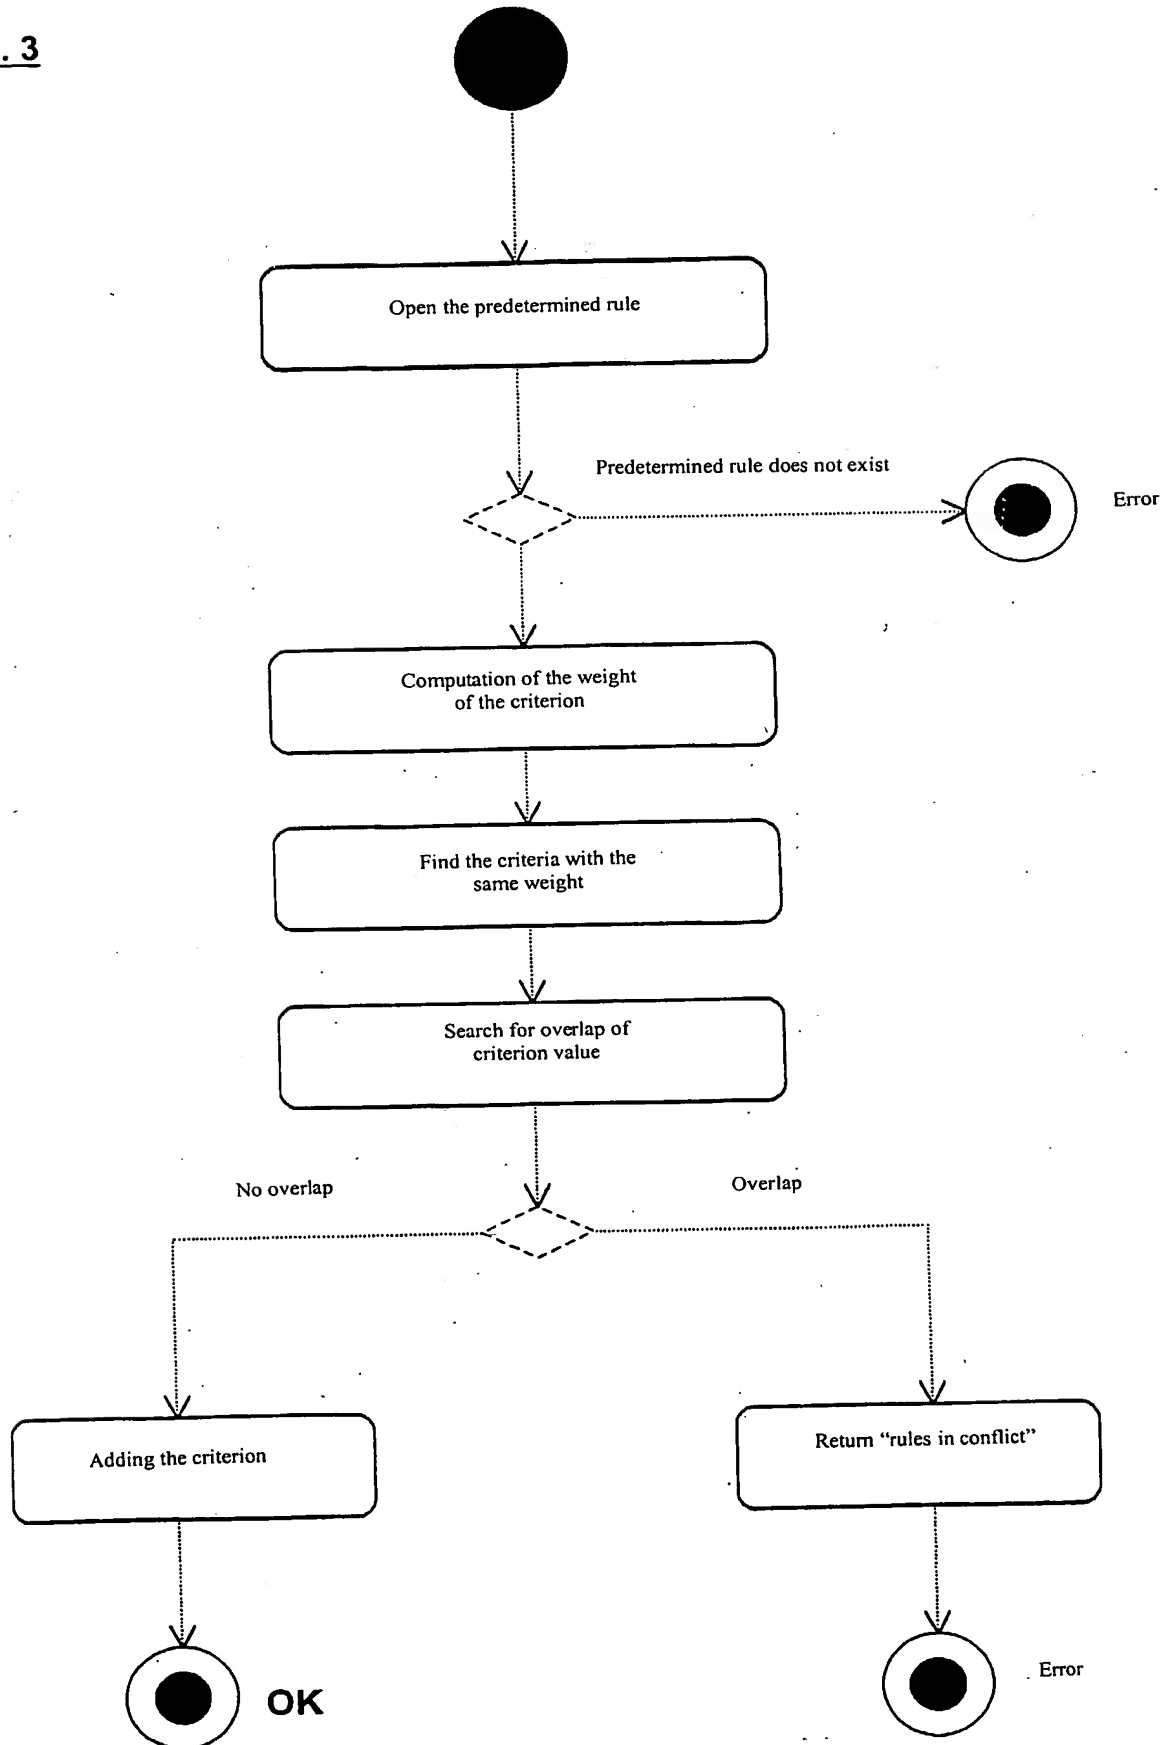 . 3
Open the predetermined rule
Predetermined rule does not exist
Error
Computation of the weight
of the criterion
Find the criteria with the
same weight
Search for overlap of
criterion value
No overlap
Overlap
Adding the criterion
Return “rules in conflict”
OK
Error